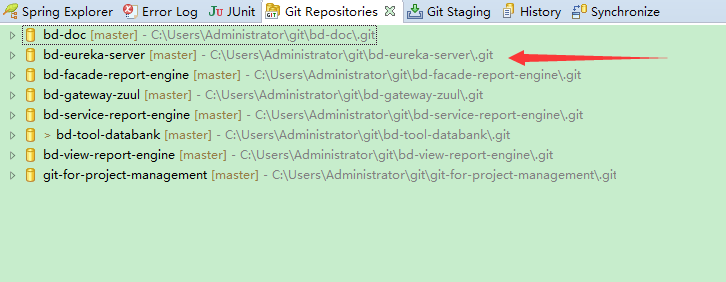 Spring Explorer Error Log JUnit Git Repositories Git Staging History Synchronize
bd-doc [master] - C:\Users\Administrator\git\bd-doc\.git
bd-eureka-server [master] - C:\Users\Administrator\git\bd-eureka-server\.git
bd-facade-report-engine [master] - C:\Users\Administrator\git\bd-facade-report-engine\.git
bd-gateway-zuul [master] - C:\Users\Administrator\git\bd-gateway-zuul\.git
bd-service-report-engine [master] - C:\Users\Administrator\git\bd-service-report-engine\.git
> bd-tool-databank [master] - C:\Users\Administrator\git\bd-tool-databank\.git
bd-view-report-engine [master] - C:\Users\Administrator\git\bd-view-report-engine\.git
git-for-project-management [master] - C:\Users\Administrator\git\git-for-project-management\.git